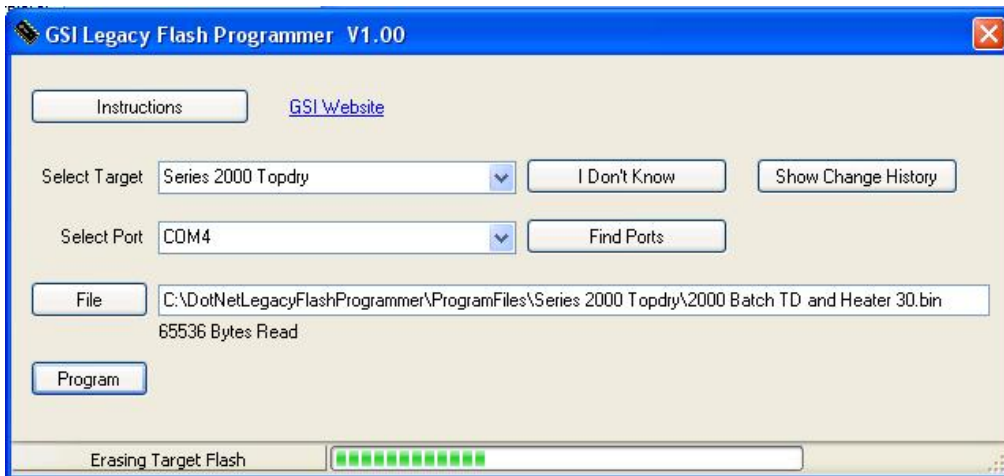 GSI Legacy Flash Programmer V1.00
Instructions GSI Website
Select Target Series 2000 Topdry I Don't Know Show Change History
Select Port COM4 Find Ports
File C:\DotNetLegacyFlashProgrammer\ProgramFiles\Series 2000 Topdry\2000 Batch TD and Heater 30.bin
65536 Bytes Read
Program
Erasing Target Flash